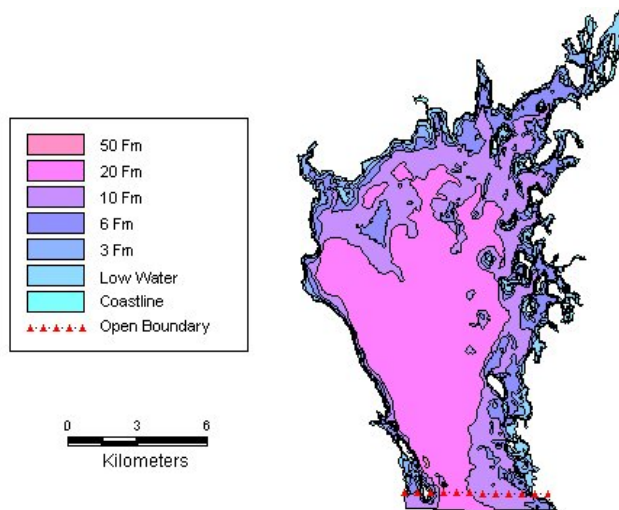 50 Fm
20 Fm
10 Fm
6 Fm
3 Fm
Low Water
Coastline
Open Boundary
0 3 6
Kilometers